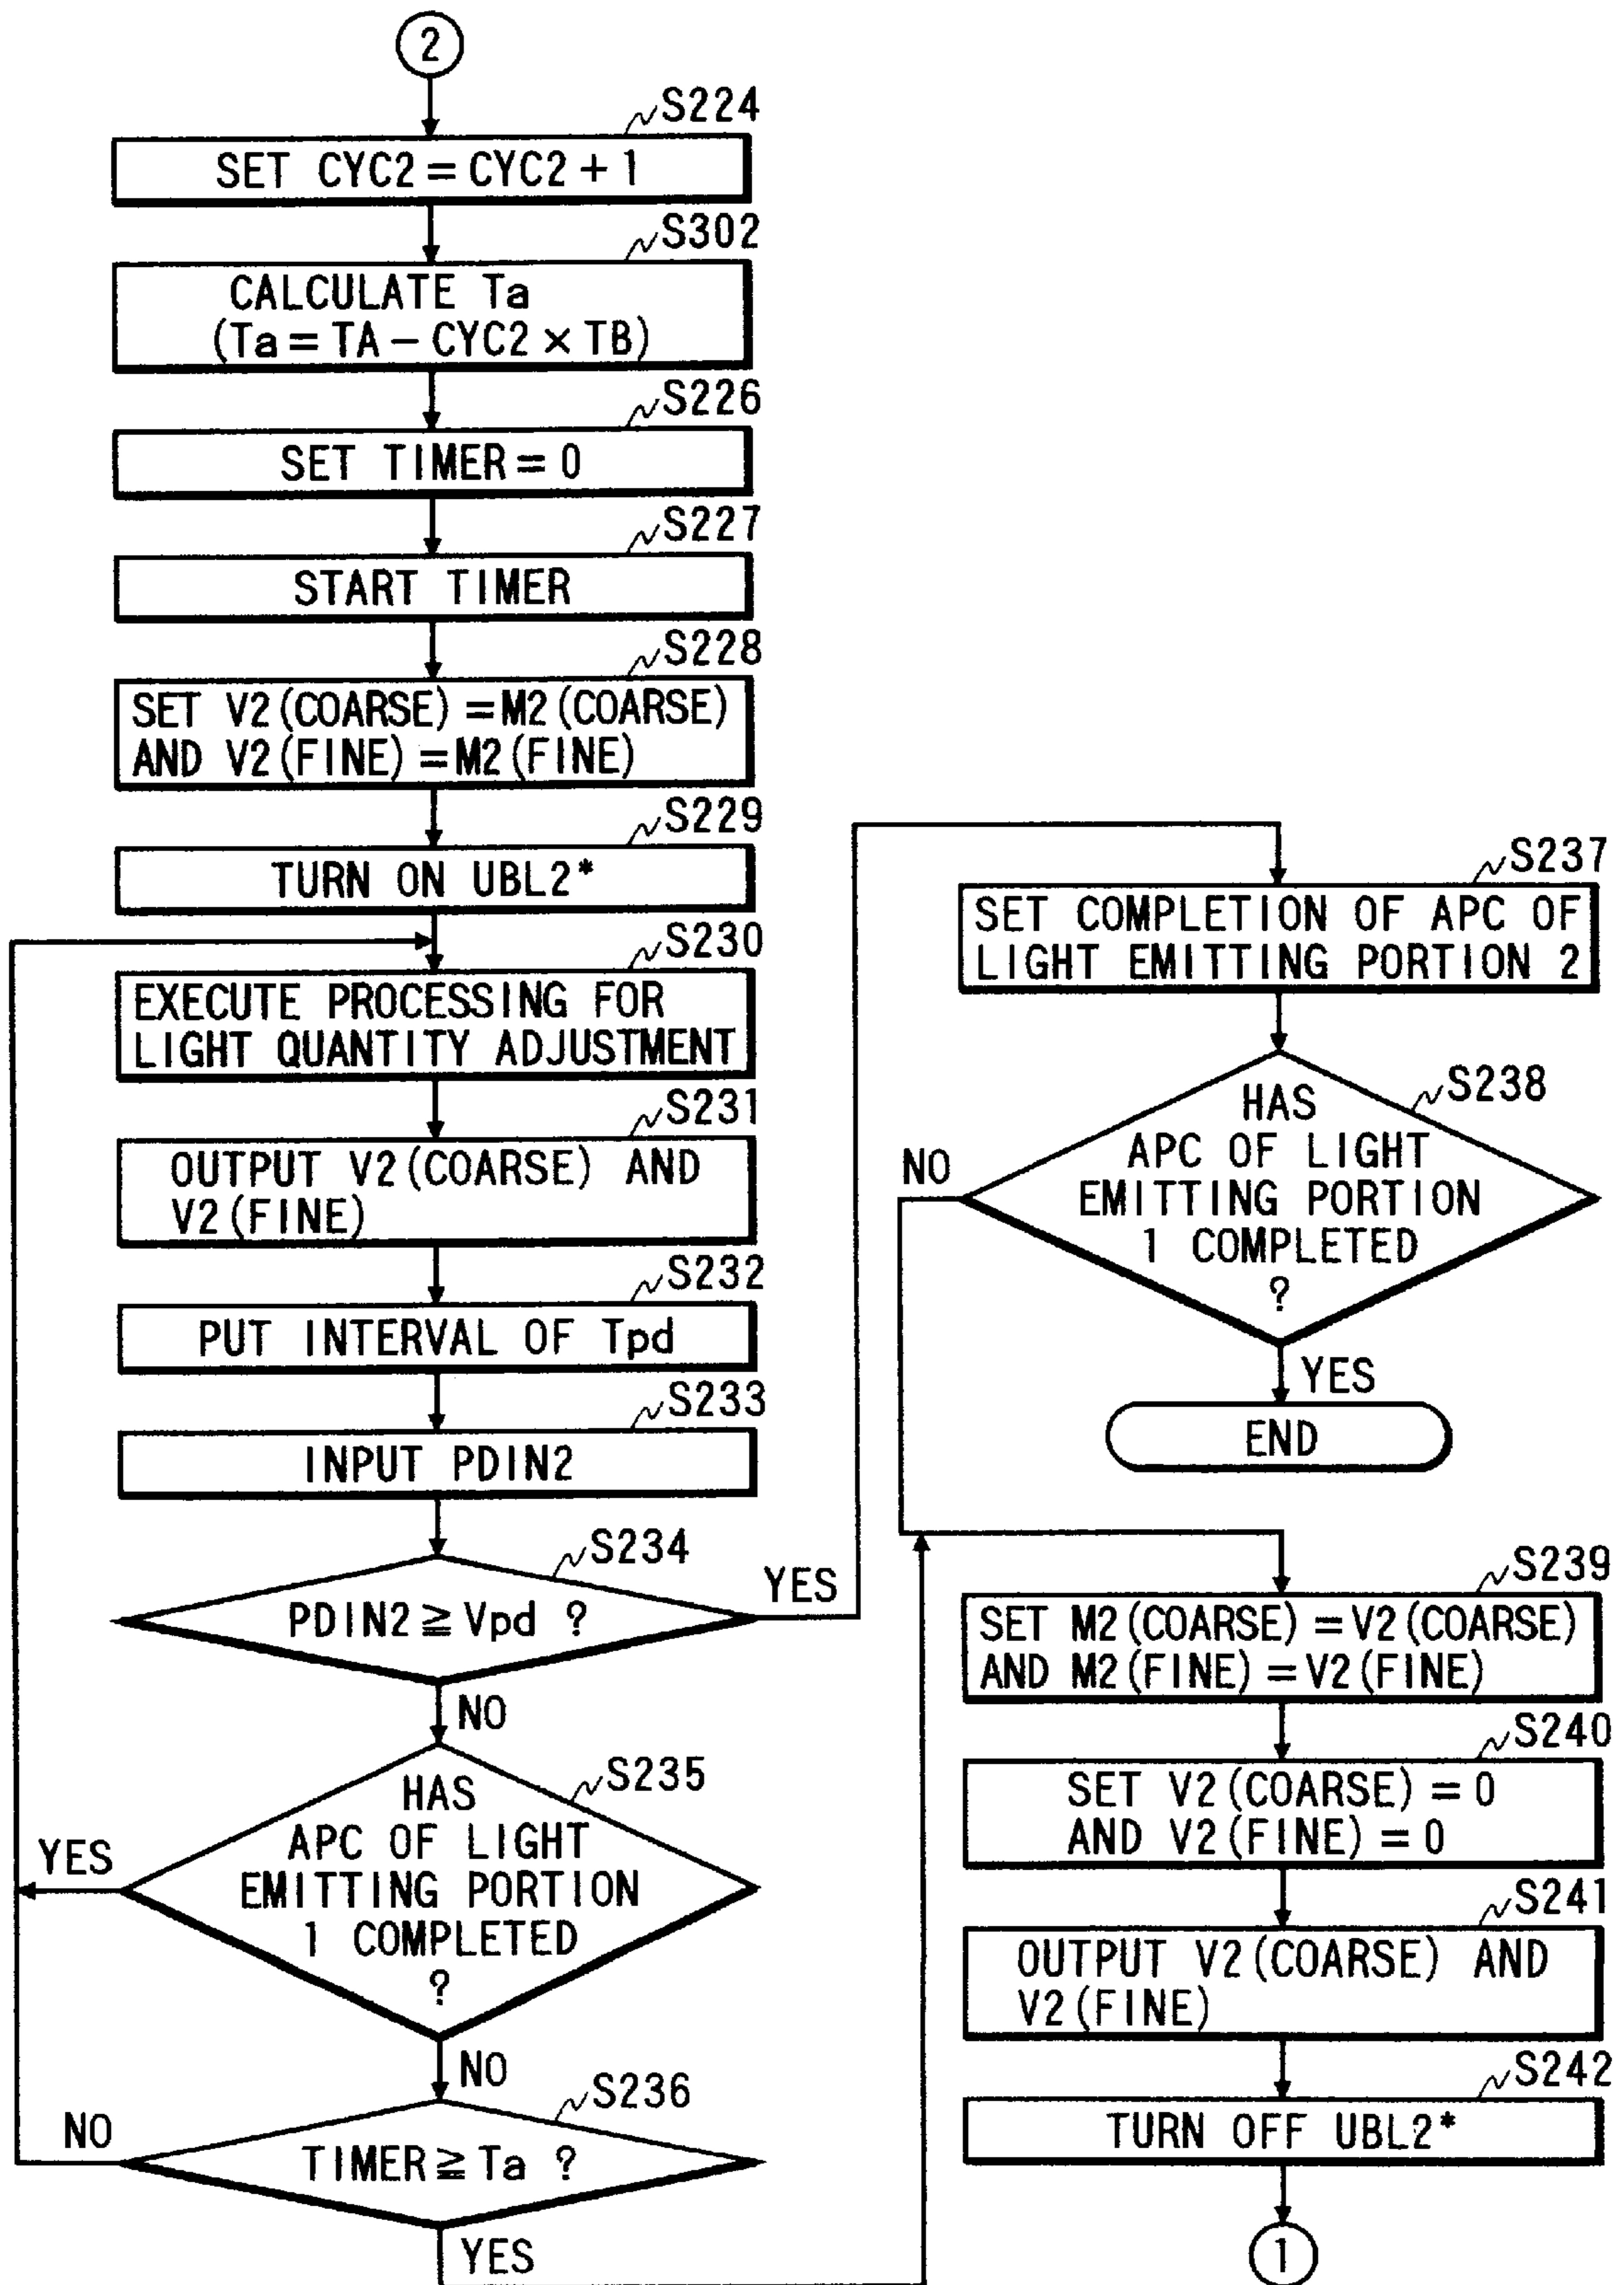 2
S224
SET CYC2 = CYC2 + 1
S302
CALCULATE Ta
(Ta = TA - CYC2 × TB)
S226
SET TIMER = 0
S227
START TIMER
S228
SET V2 (COARSE) = M2 (COARSE)
AND V2 (FINE) = M2 (FINE)
S229
TURN ON UBL2*
S230
EXECUTE PROCESSING FOR
LIGHT QUANTITY ADJUSTMENT
S231
OUTPUT V2 (COARSE) AND
V2 (FINE)
S232
PUT INTERVAL OF Tpd
S233
INPUT PDIN2
S234
PDIN2 ≧ Vpd ?
YES
NO
S235
HAS
APC OF LIGHT
EMITTING PORTION
1 COMPLETED
?
YES
NO
S236
TIMER ≧ Ta ?
NO
YES
S237
SET COMPLETION OF APC OF
LIGHT EMITTING PORTION 2
S238
HAS
APC OF LIGHT
EMITTING PORTION
1 COMPLETED
?
NO
YES
END
S239
SET M2 (COARSE) = V2 (COARSE)
AND M2 (FINE) = V2 (FINE)
S240
SET V2 (COARSE) = 0
AND V2 (FINE) = 0
S241
OUTPUT V2 (COARSE) AND
V2 (FINE)
S242
TURN OFF UBL2*
1